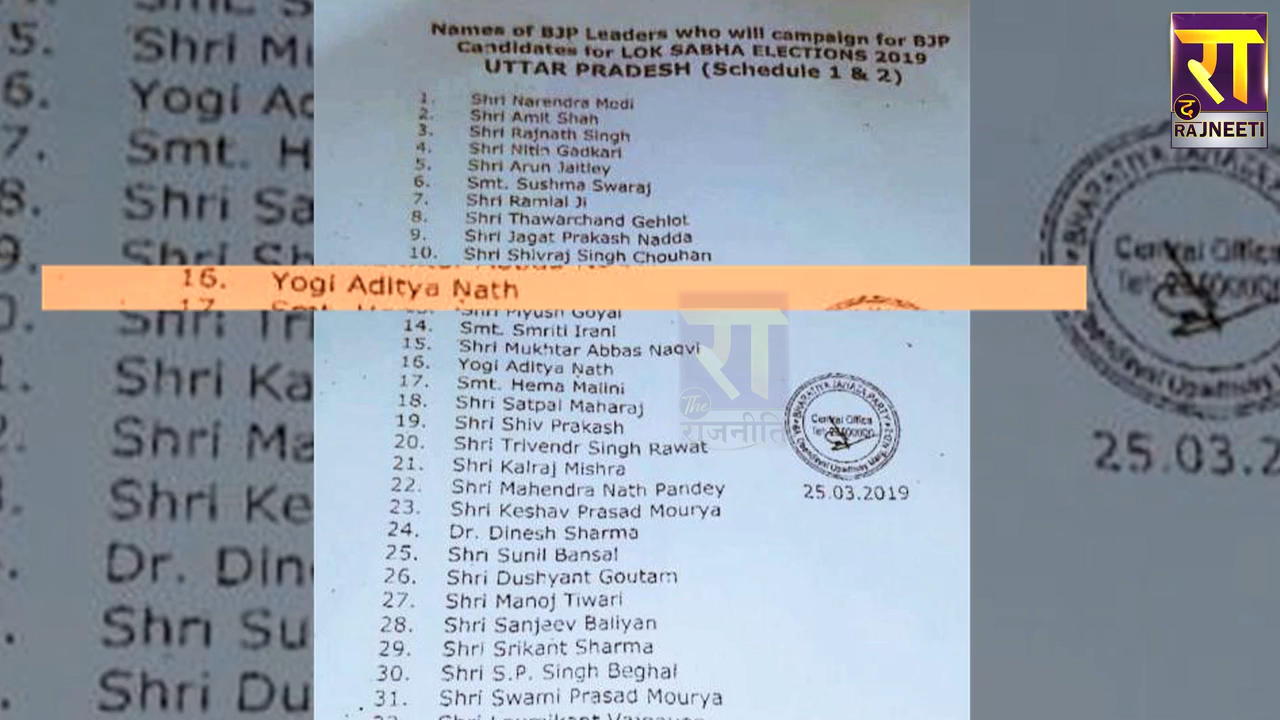 Names of BJP Leaders who will campaign for BJP
Candidates for LOK SABHA ELECTIONS 2019
UTTAR PRADESH (Schedule 1 & 2)
1. Shri Narendra Modi
2. Shri Amit Shah
3. Shri Rajnath Singh
4. Shri Nitin Gadkari
5. Shri Arun Jaitley
6. Smt. Sushma Swaraj
7. Shri Ramlal Ji
8. Shri Thawarchand Gehlot
9. Shri Jagat Prakash Nadda
10. Shri Shivraj Singh Chouhan
16. Yogi Aditya Nath
Shri Piyush Goyal
14. Smt. Smriti Irani
15. Shri Mukhtar Abbas Naqvi
16. Yogi Aditya Nath
17. Smt. Hema Malini
18. Shri Satpal Maharaj
19. Shri Shiv Prakash
20. Shri Trivendr Singh Rawat
21. Shri Kalraj Mishra
22. Shri Mahendra Nath Pandey
23. Shri Keshav Prasad Mourya
24. Dr. Dinesh Sharma
25. Shri Sunil Bansal
26. Shri Dushyant Goutam
27. Shri Manoj Tiwari
28. Shri Sanjeev Baliyan
29. Shri Srikant Sharma
30. Shri S.P. Singh Beghal
31. Shri Swami Prasad Mourya
BHARATIYA JANATA PARTY
Central Office
25.03.2019
रा
द
RAJNEETI
रा
The
राजनीति
5. Shri
6. Yogi
7. Smt.
8. Shri
Shri
Shri
Shri
Shri
Dr.
Shri
Shri
BHARATIYA JANATA
Central Office
25.03.2